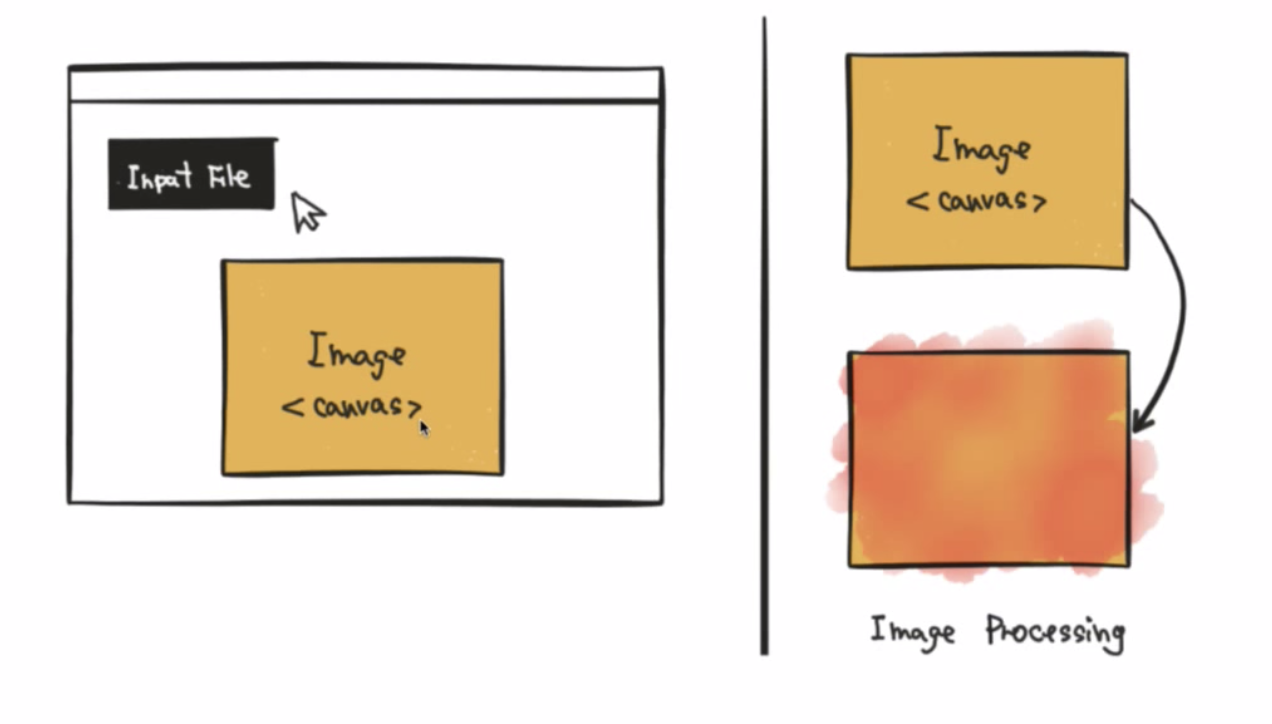 Input File
Image
<canvas>
Image
<canvas>
Image Processing